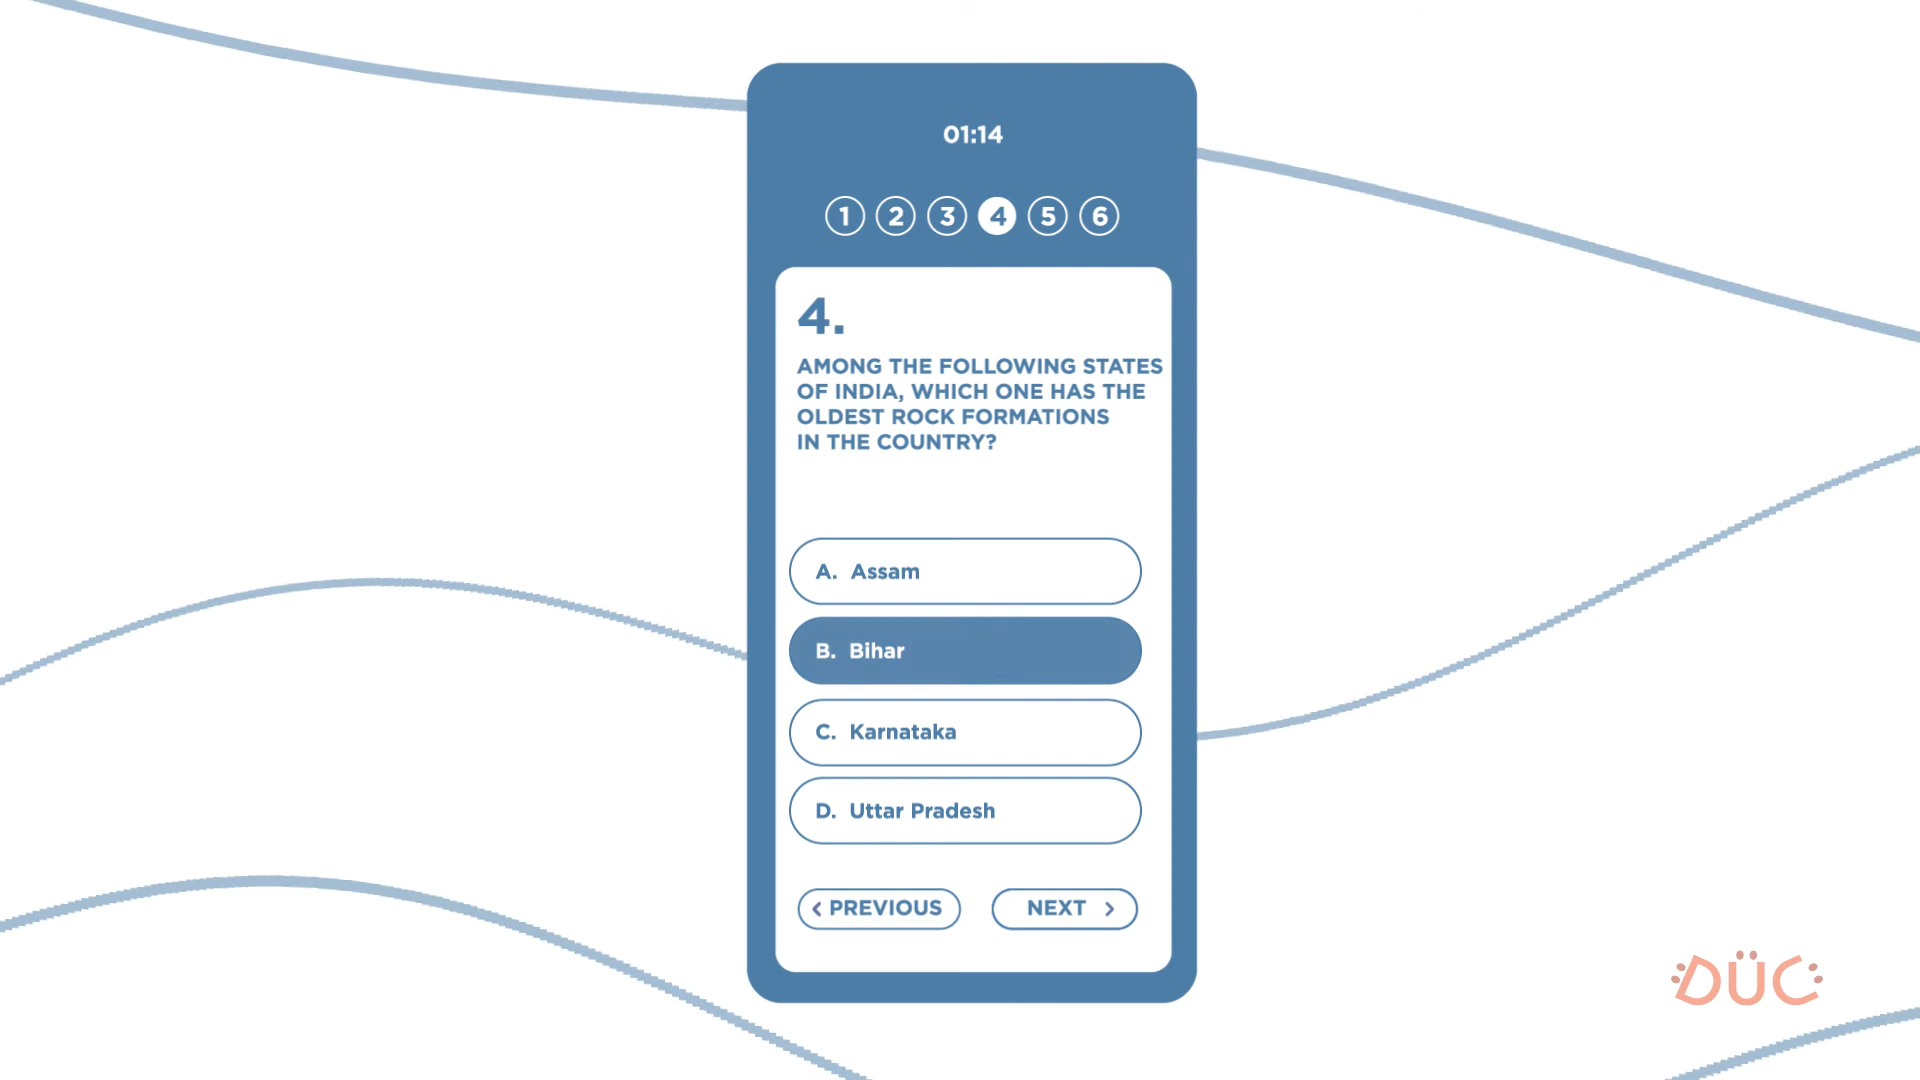 01:14
1 2 3 4 5 6
4.
AMONG THE FOLLOWING STATES
OF INDIA, WHICH ONE HAS THE
OLDEST ROCK FORMATIONS
IN THE COUNTRY?
A. Assam
B. Bihar
C. Karnataka
D. Uttar Pradesh
< PREVIOUS NEXT >
DÜC